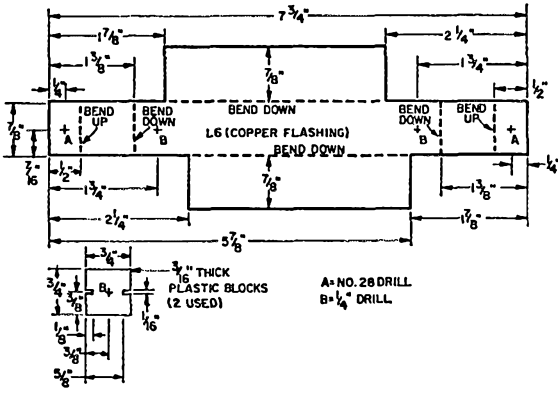 7 3/4"
1 7/8" 2 1/4"
1 3/8" 1 3/4"
1/4" 7/8" 1/2"
BEND UP BEND DOWN BEND DOWN BEND DOWN BEND UP
7/8" A B L6 (COPPER FLASHING) B A
BEND DOWN
7/16 1/2" 7/8" 1/4"
1 3/4" 1 3/8"
2 1/4" 1 7/8"
5 7/8"
3/4"
3/16" THICK
PLASTIC BLOCKS
(2 USED)
3/4" 3/8" B
1/16"
1/8"
3/8"
5/8"
A= NO. 28 DRILL
B= 1/4" DRILL